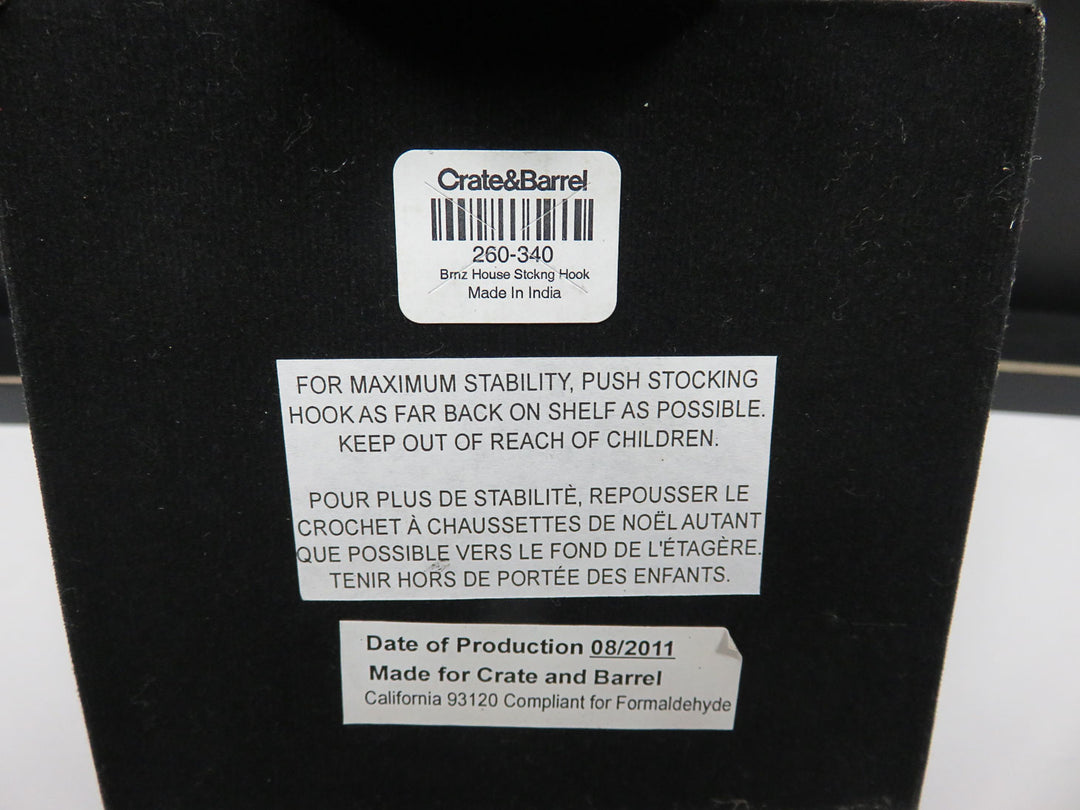 Crate&Barrel
260-340
Brnz House Stckng Hook
Made In India
FOR MAXIMUM STABILITY, PUSH STOCKING
HOOK AS FAR BACK ON SHELF AS POSSIBLE.
KEEP OUT OF REACH OF CHILDREN.
POUR PLUS DE STABILITÈ, REPOUSSER LE
CROCHET À CHAUSSETTES DE NOËL AUTANT
QUE POSSIBLE VERS LE FOND DE L'ÉTAGÈRE.
TENIR HORS DE PORTÉE DES ENFANTS.
Date of Production 08/2011
Made for Crate and Barrel
California 93120 Compliant for Formaldehyde